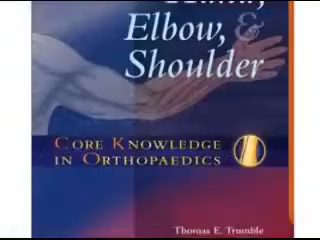 Elbow, &
Shoulder
CORE KNOWLEDGE
IN ORTHOPAEDICS
Thomas E. Trumble